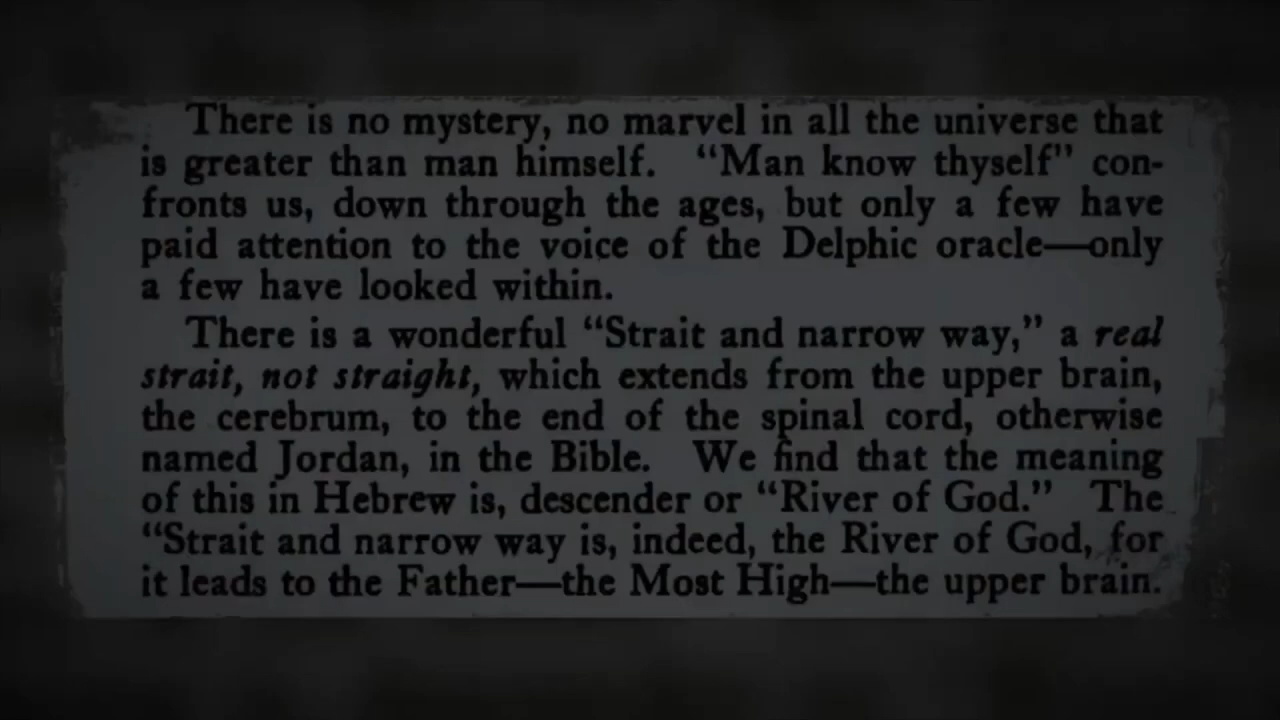 There is no mystery, no marvel in all the universe that
is greater than man himself. “Man know thyself” con-
fronts us, down through the ages, but only a few have
paid attention to the voice of the Delphic oracle—only
a few have looked within.
There is a wonderful “Strait and narrow way,” a real
strait, not straight, which extends from the upper brain,
the cerebrum, to the end of the spinal cord, otherwise
named Jordan, in the Bible. We find that the meaning
of this in Hebrew is, descender or “River of God.” The
“Strait and narrow way is, indeed, the River of God, for
it leads to the Father—the Most High—the upper brain.